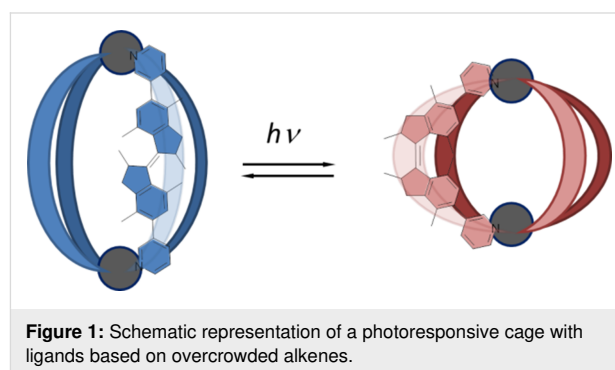 N
N
hν
N
N
Figure 1: Schematic representation of a photoresponsive cage with
ligands based on overcrowded alkenes.